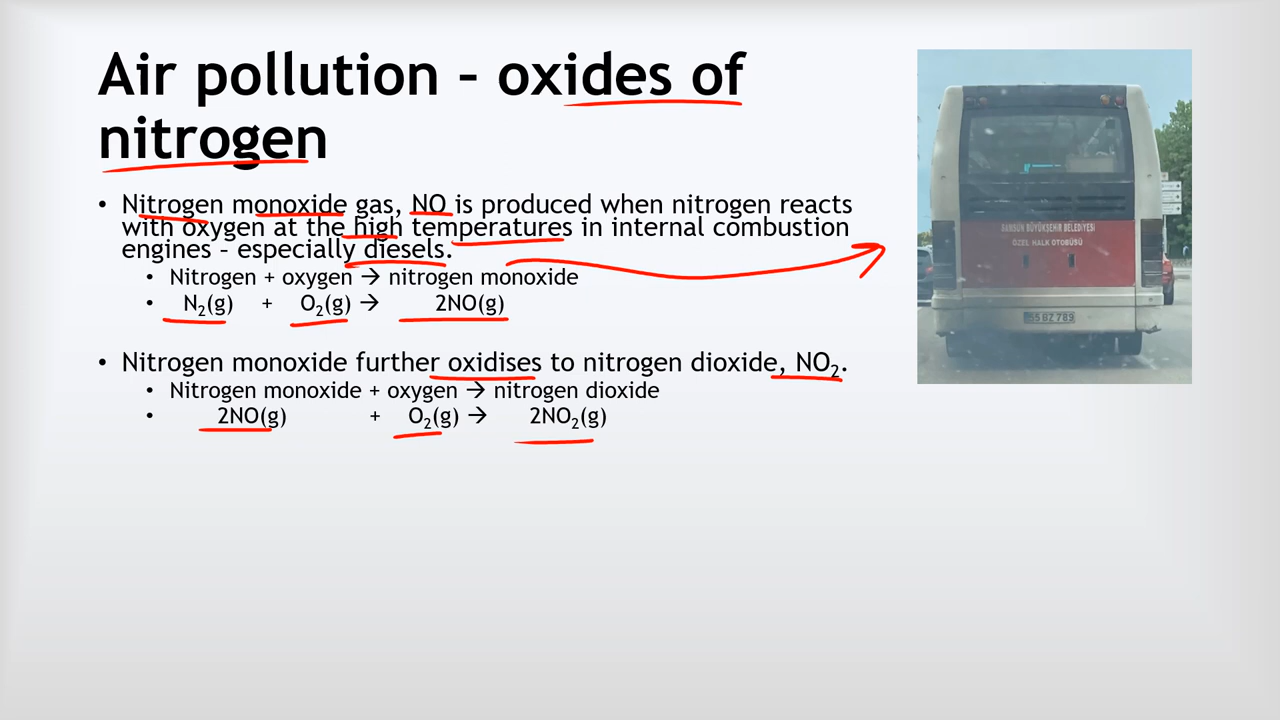 Air pollution – oxides of
nitrogen
• Nitrogen monoxide gas, NO is produced when nitrogen reacts
with oxygen at the high temperatures in internal combustion
engines – especially diesels.
• Nitrogen + oxygen → nitrogen monoxide
• N₂(g) + O₂(g) → 2NO(g)
• Nitrogen monoxide further oxidises to nitrogen dioxide, NO₂.
• Nitrogen monoxide + oxygen → nitrogen dioxide
• 2NO(g) + O₂(g) → 2NO₂(g)
SAMSUN BÜYÜKŞEHİR BELEDİYESİ
ÖZEL HALK OTOBÜSÜ
55 BZ 789